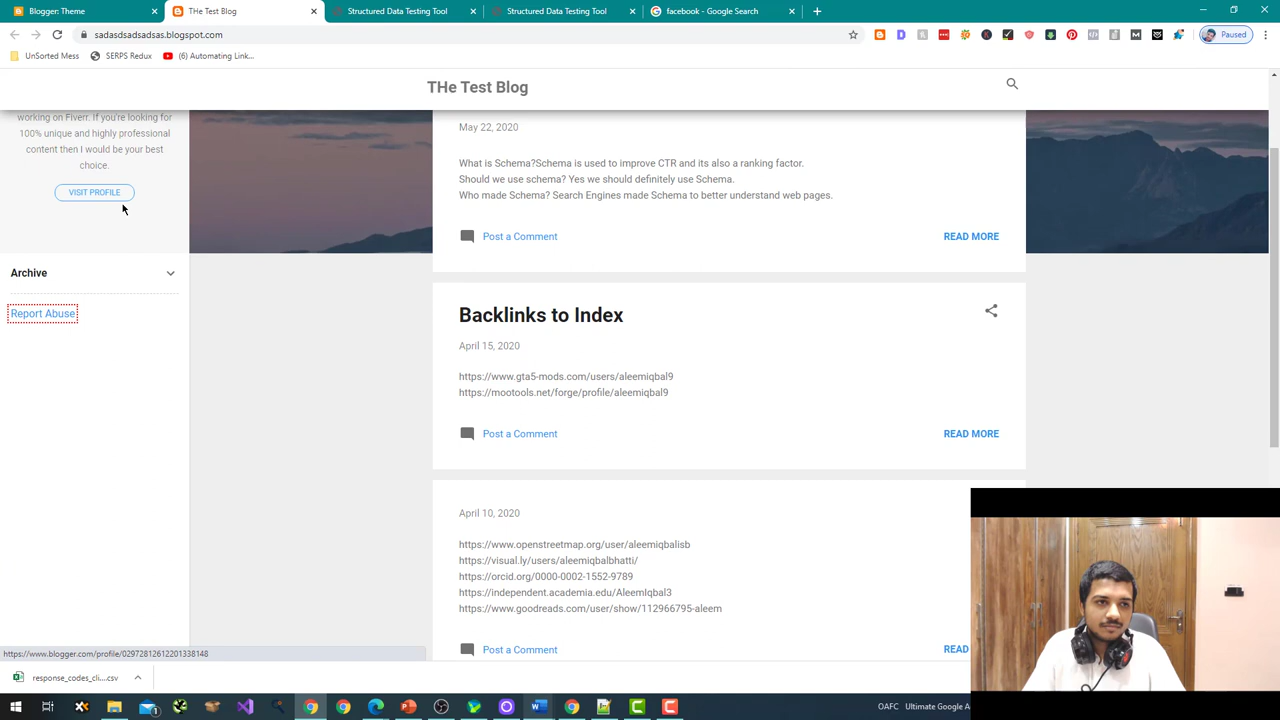 Blogger: Theme
THe Test Blog
Structured Data Testing Tool
Structured Data Testing Tool
facebook - Google Search
sadasdsadsadsas.blogspot.com
Paused
UnSorted Mess
SERPS Redux
(6) Automating Link...
THe Test Blog
working on Fiverr. If you're looking for
100% unique and highly professional
content then I would be your best
choice.
VISIT PROFILE
Archive
Report Abuse
May 22, 2020
What is Schema?Schema is used to improve CTR and its also a ranking factor.
Should we use schema? Yes we should definitely use Schema.
Who made Schema? Search Engines made Schema to better understand web pages.
Post a Comment
READ MORE
Backlinks to Index
April 15, 2020
https://www.gta5-mods.com/users/aleemiqbal9
https://mootools.net/forge/profile/aleemiqbal9
Post a Comment
READ MORE
April 10, 2020
https://www.openstreetmap.org/user/aleemiqbalisb
https://visual.ly/users/aleemiqbalbhatti/
https://orcid.org/0000-0002-1552-9789
https://independent.academia.edu/AleemIqbal3
https://www.goodreads.com/user/show/112966795-aleem
Post a Comment
READ
https://www.blogger.com/profile/02972812612201338148
response_codes_cli....csv
OAFC Ultimate Google A